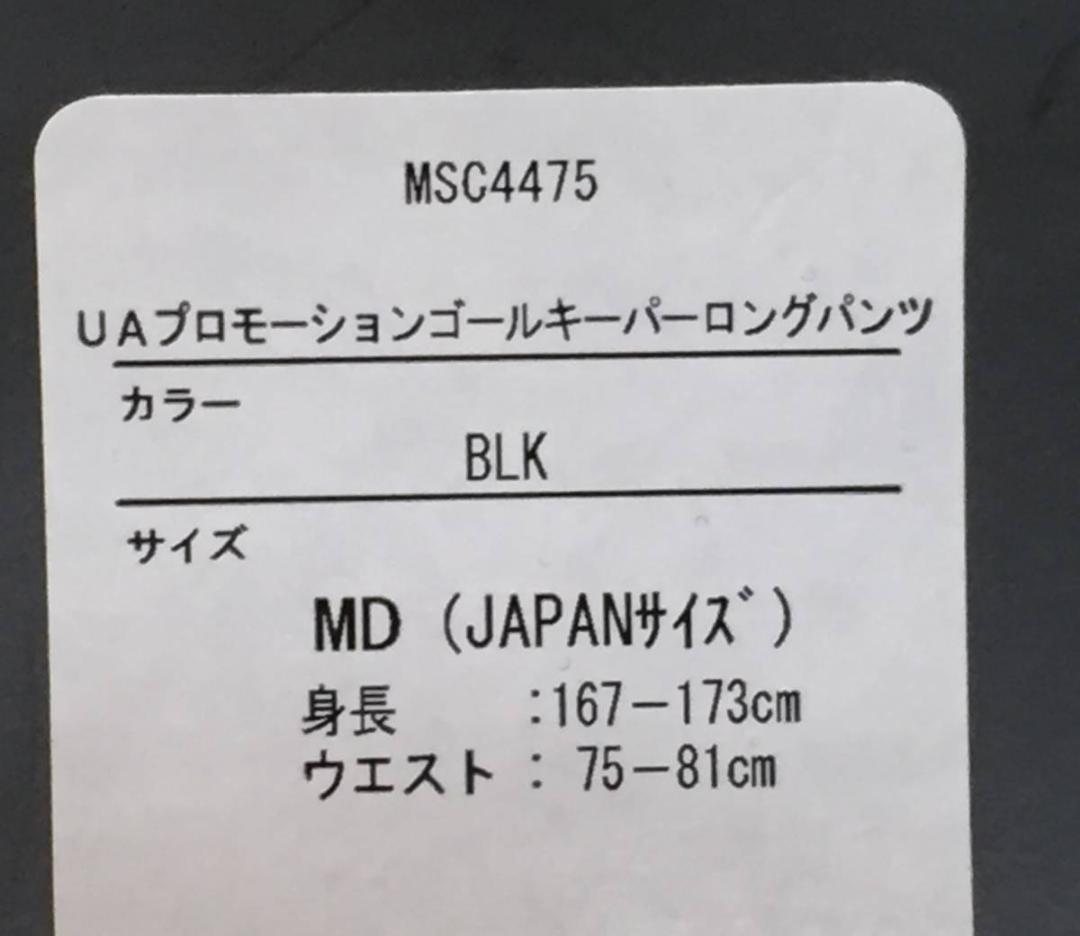 MSC4475
UAプロモーションゴールキーパーロングパンツ
カラー
BLK
サイズ
MD (JAPANｻｲｽﾞ)
身長 :167-173cm
ウエスト : 75-81cm